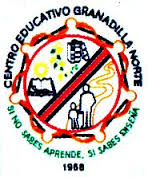 CENTRO EDUCATIVO GRANADILLA NORTE
SI NO SABES APRENDE, SI SABES ENSEÑA
1968